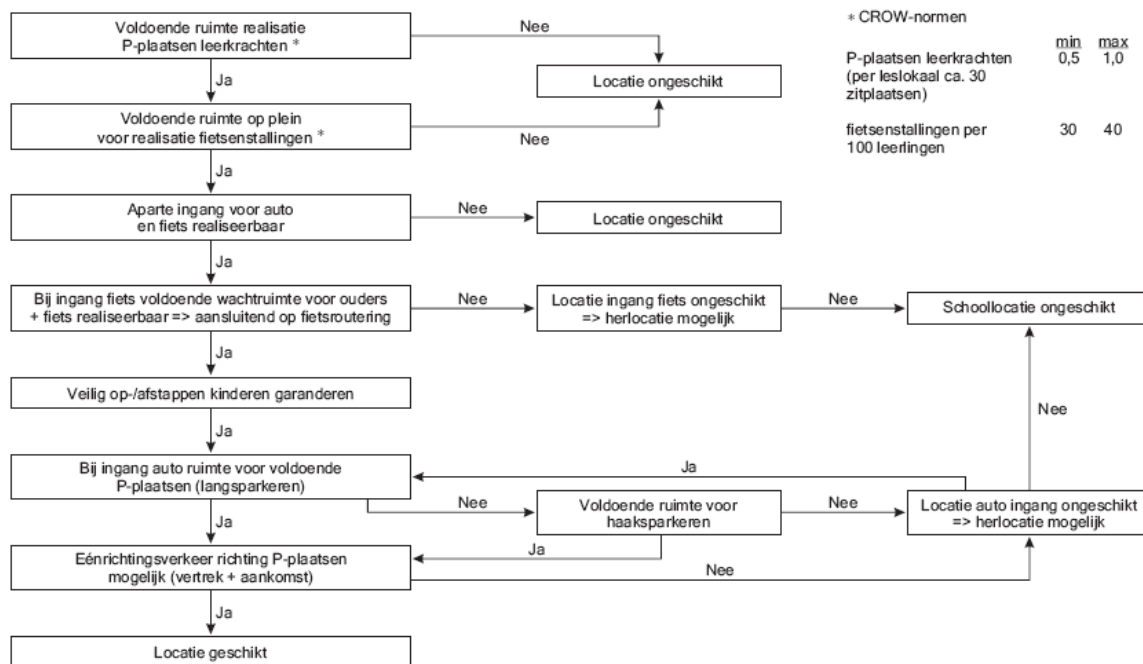 Voldoende ruimte realisatie
P-plaatsen leerkrachten *
Nee
* CROW-normen
min max
P-plaatsen leerkrachten 0,5 1,0
(per leslokaal ca. 30
zitplaatsen)
fietsenstallingen per 30 40
100 leerlingen
Ja
Locatie ongeschikt
Voldoende ruimte op plein
voor realisatie fietsenstallingen *
Nee
Ja
Aparte ingang voor auto
en fiets realiseerbaar
Nee
Locatie ongeschikt
Ja
Bij ingang fiets voldoende wachtruimte voor ouders
+ fiets realiseerbaar => aansluitend op fietsroutering
Nee
Locatie ingang fiets ongeschikt
=> herlocatie mogelijk
Nee
Schoollocatie ongeschikt
Ja
Veilig op-/afstappen kinderen garanderen
Nee
Ja
Bij ingang auto ruimte voor voldoende
P-plaatsen (langsparkeren)
Ja
Nee
Voldoende ruimte voor
haaksparkeren
Nee
Locatie auto ingang ongeschikt
=> herlocatie mogelijk
Ja
Ja
Eénrichtingsverkeer richting P-plaatsen
mogelijk (vertrek + aankomst)
Nee
Ja
Locatie geschikt